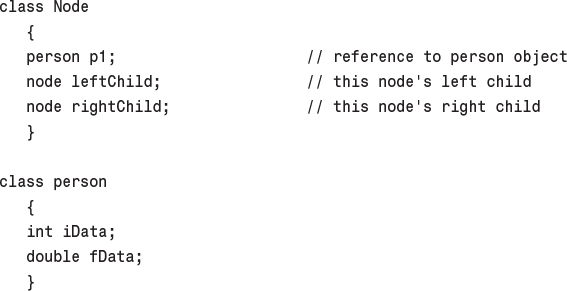 class Node
{
person p1; // reference to person object
node leftChild; // this node's left child
node rightChild; // this node's right child
}
class person
{
int iData;
double fData;
}